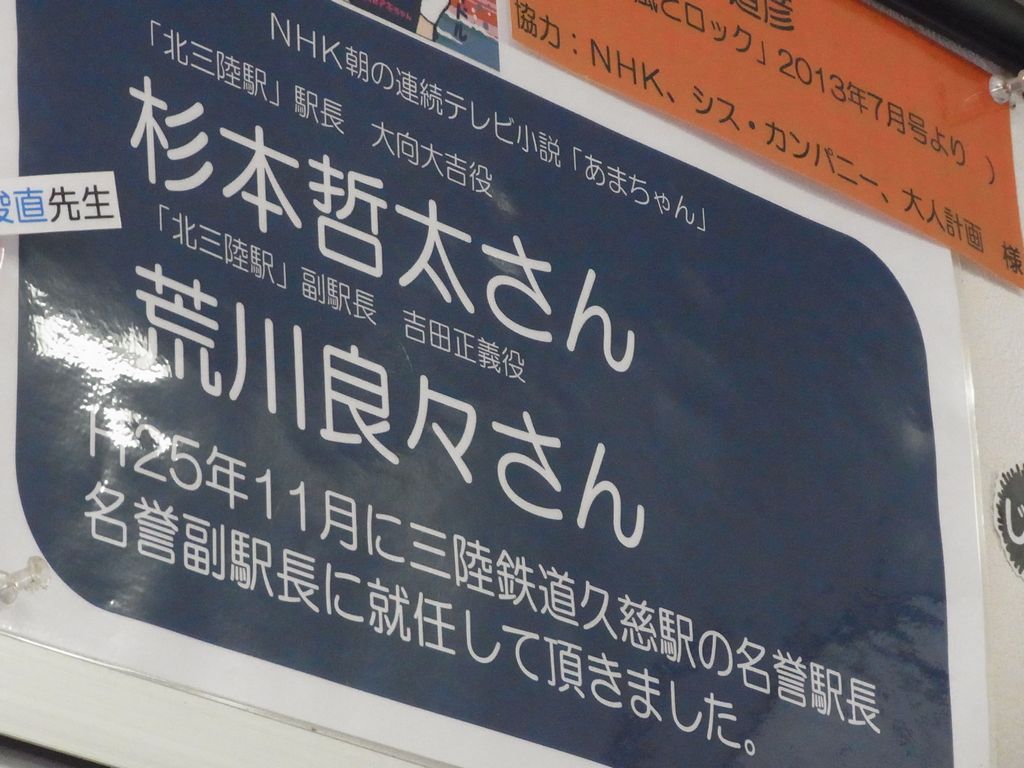 ロック」2013年7月号より )
協力：NHK、シス・カンパニー、大人計画 様
NHK朝の連続テレビ小説「あまちゃん」
「北三陸駅」駅長 大向大吉役
杉本哲太さん
「北三陸駅」副駅長 吉田正義役
荒川良々さん
H25年11月に三陸鉄道久慈駅の名誉駅長
名誉副駅長に就任して頂きました。
直先生
じ